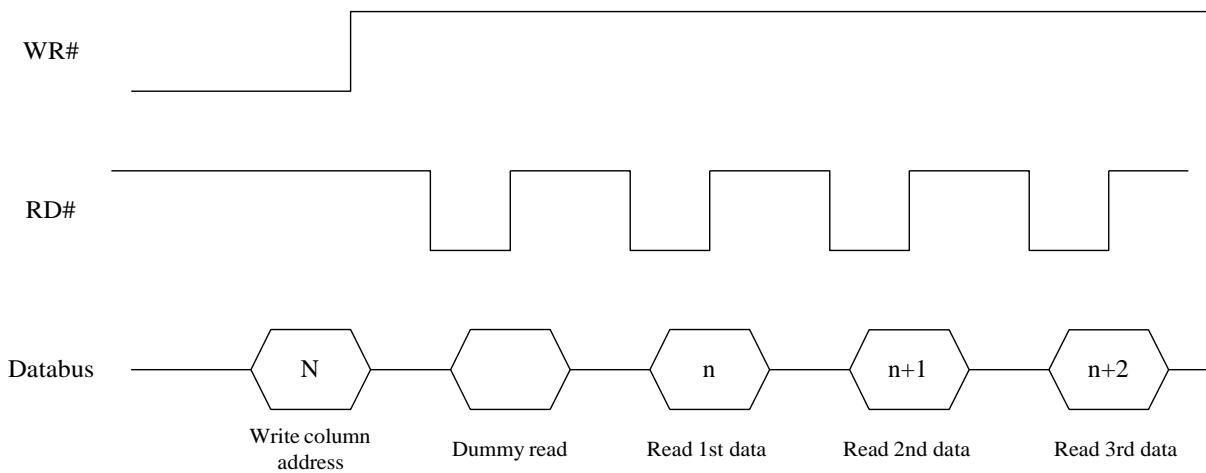 WR#
RD#
Databus
N
n
n+1
n+2
Write column
address
Dummy read
Read 1st data
Read 2nd data
Read 3rd data